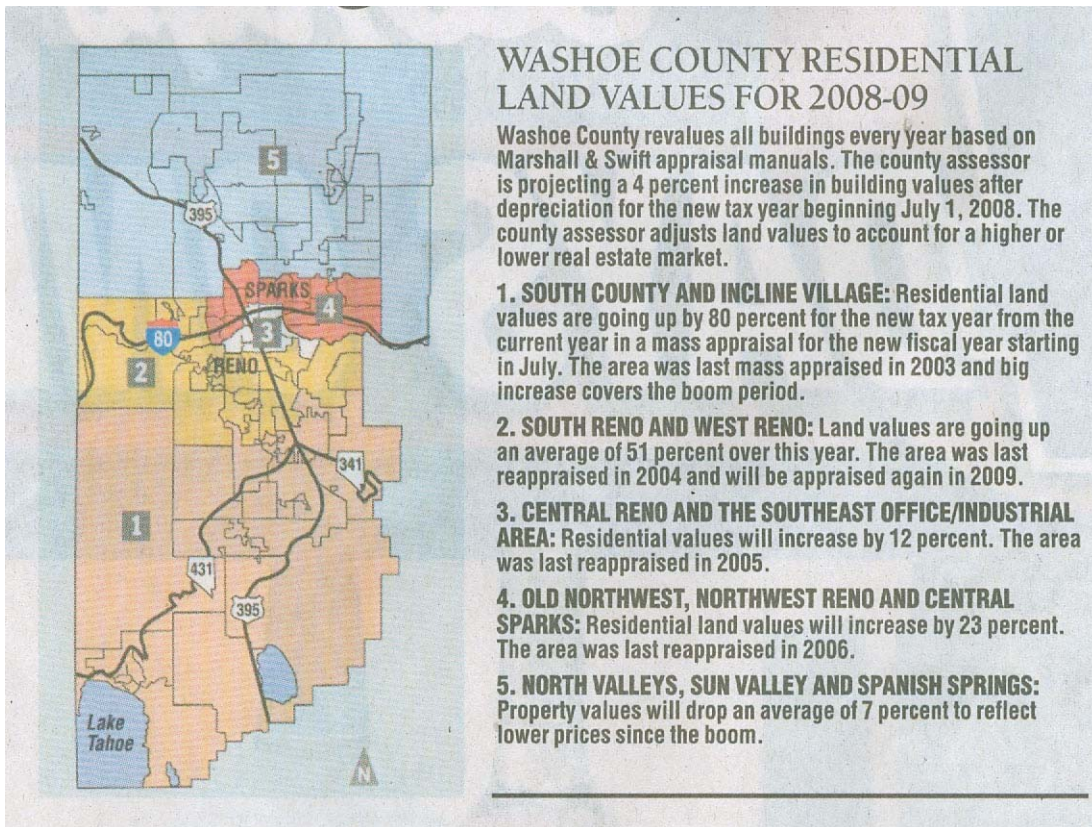 WASHOE COUNTY RESIDENTIAL
LAND VALUES FOR 2008-09
Washoe County revalues all buildings every year based on
Marshall & Swift appraisal manuals. The county assessor
is projecting a 4 percent increase in building values after
depreciation for the new tax year beginning July 1, 2008. The
county assessor adjusts land values to account for a higher or
lower real estate market.
1. SOUTH COUNTY AND INCLINE VILLAGE: Residential land
values are going up by 80 percent for the new tax year from the
current year in a mass appraisal for the new fiscal year starting
in July. The area was last mass appraised in 2003 and big
increase covers the boom period.
2. SOUTH RENO AND WEST RENO: Land values are going up
an average of 51 percent over this year. The area was last
reappraised in 2004 and will be appraised again in 2009.
3. CENTRAL RENO AND THE SOUTHEAST OFFICE/INDUSTRIAL
AREA: Residential values will increase by 12 percent. The area
was last reappraised in 2005.
4. OLD NORTHWEST, NORTHWEST RENO AND CENTRAL
SPARKS: Residential land values will increase by 23 percent.
The area was last reappraised in 2006.
5. NORTH VALLEYS, SUN VALLEY AND SPANISH SPRINGS:
Property values will drop an average of 7 percent to reflect
lower prices since the boom.
5
395
SPARKS
4
3
80
RENO
2
341
1
431
395
Lake
Tahoe
N